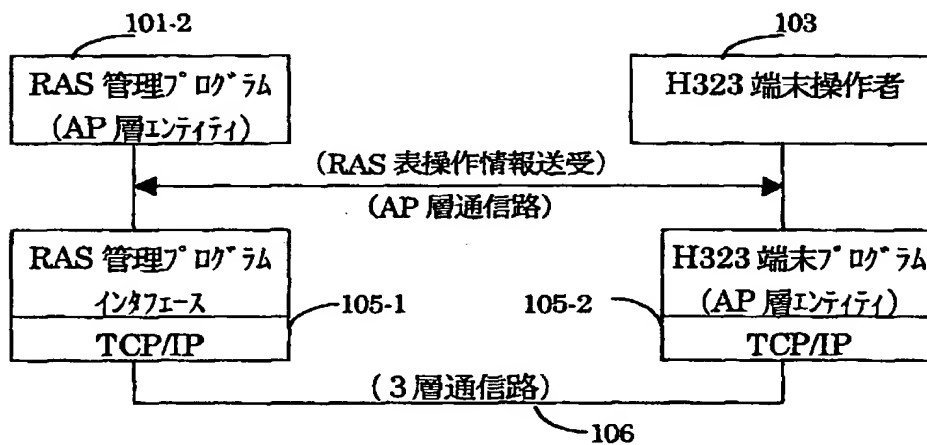 101-2
103
RAS 管理プログラム
(AP 層エンティティ)
H323 端末操作者
(RAS 表操作情報送受)
(AP 層通信路)
RAS 管理プログラム
インタフェース
TCP/IP
105-1
105-2
H323 端末プログラム
(AP 層エンティティ)
TCP/IP
(3層通信路)
106